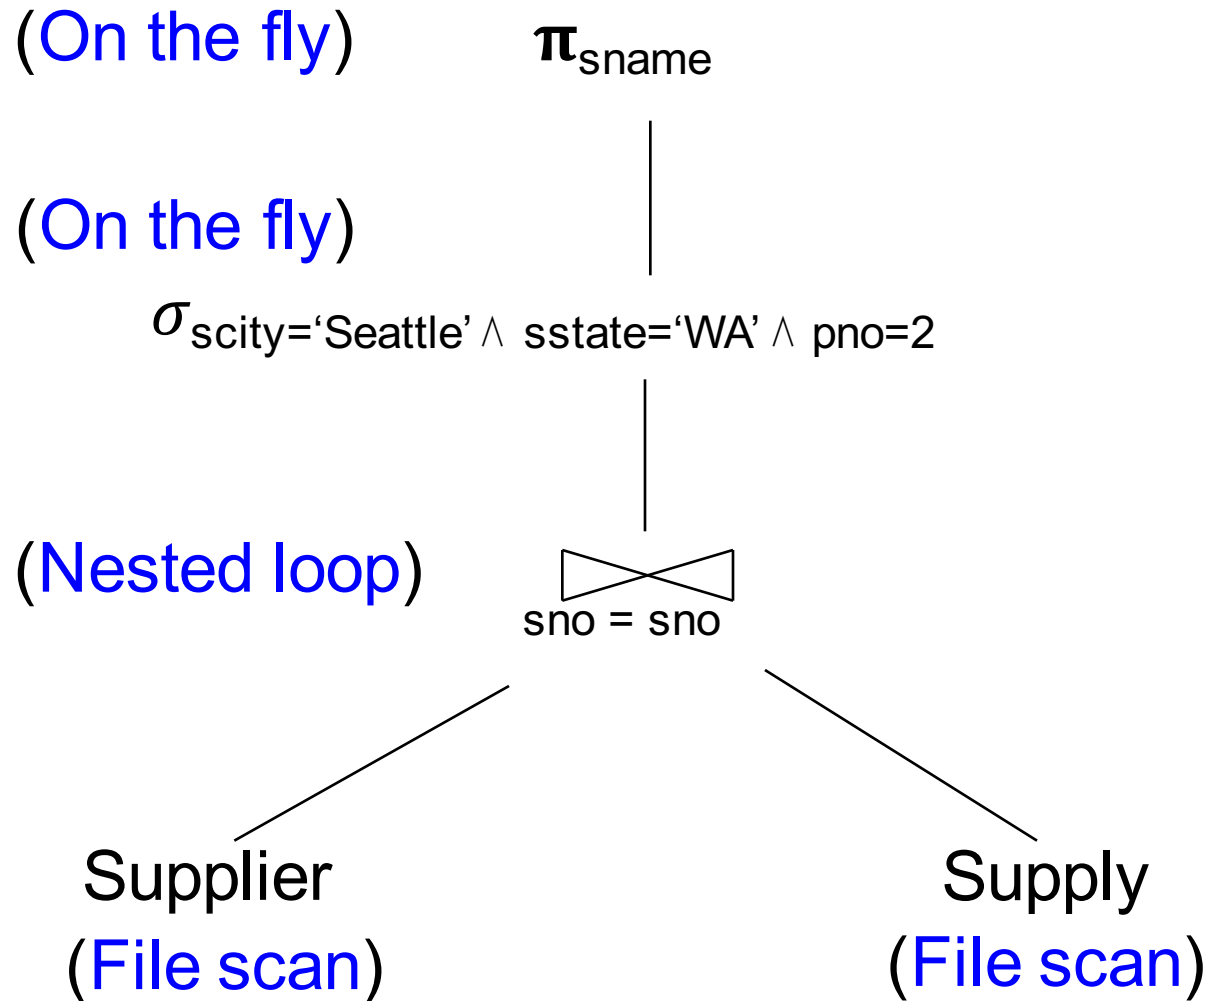 (On the fly) π sname
(On the fly)
σ scity=‘Seattle’ ∧ sstate=‘WA’ ∧ pno=2
(Nested loop)
sno = sno
Supplier Supply
(File scan) (File scan)